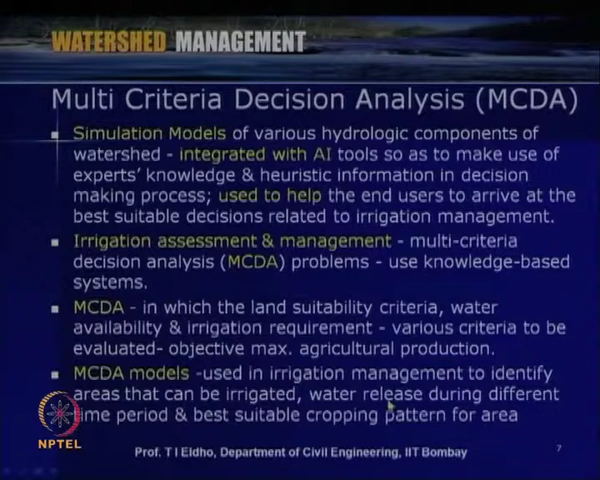 WATERSHED MANAGEMENT
Multi Criteria Decision Analysis (MCDA)
▪ Simulation Models of various hydrologic components of
watershed - integrated with AI tools so as to make use of
experts' knowledge & heuristic information in decision
making process; used to help the end users to arrive at the
best suitable decisions related to irrigation management.
▪ Irrigation assessment & management - multi-criteria
decision analysis (MCDA) problems - use knowledge-based
systems.
▪ MCDA - in which the land suitability criteria, water
availability & irrigation requirement - various criteria to be
evaluated- objective max. agricultural production.
▪ MCDA models -used in irrigation management to identify
areas that can be irrigated, water release during different
time period & best suitable cropping pattern for area
NPTEL
Prof. T I Eldho, Department of Civil Engineering, IIT Bombay
7